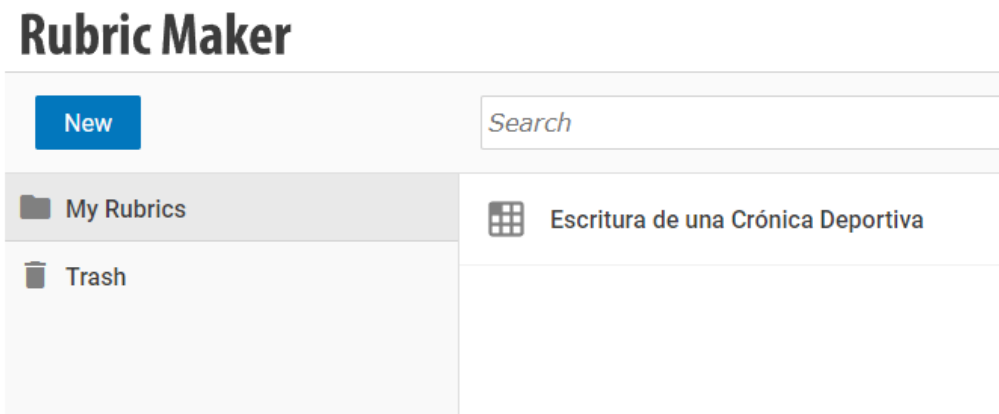 Rubric Maker
New
Search
My Rubrics
Escritura de una Crónica Deportiva
Trash